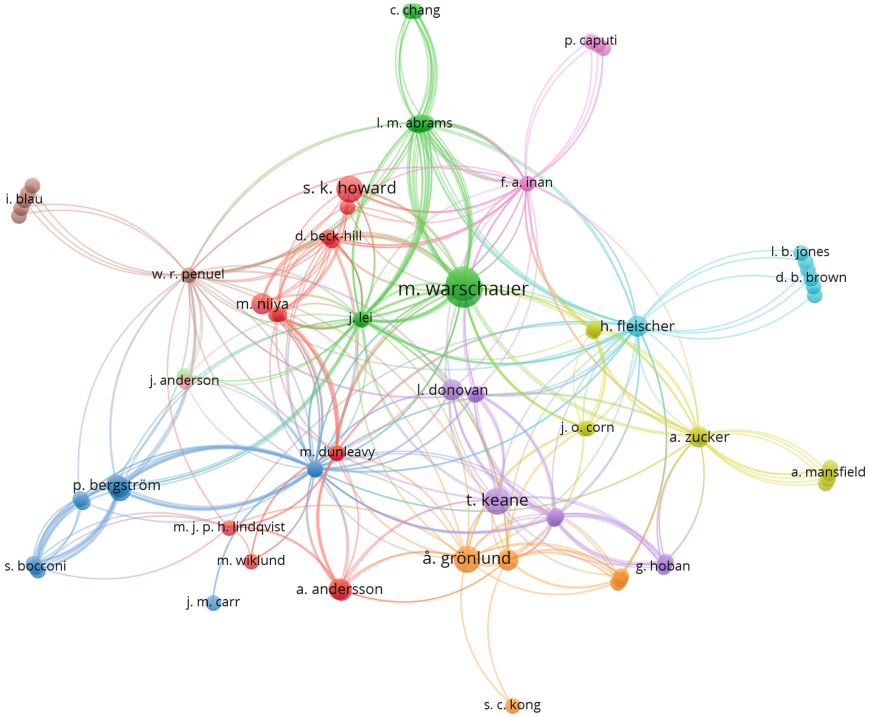 c. chang
p. caputi
l. m. abrams
f. a. inan
s. k. howard
i. blau
d. beck-hill
l. b. jones
w. r. penuel
d. b. brown
m. warschauer
m. niiya
j. lei
h. fleischer
j. anderson
l. donovan
j. o. corn
a. zucker
m. dunleavy
a. mansfield
p. bergström
t. keane
m. j. p. h. lindqvist
å. grönlund
s. bocconi
m. wiklund
g. hoban
a. andersson
j. m. carr
s. c. kong